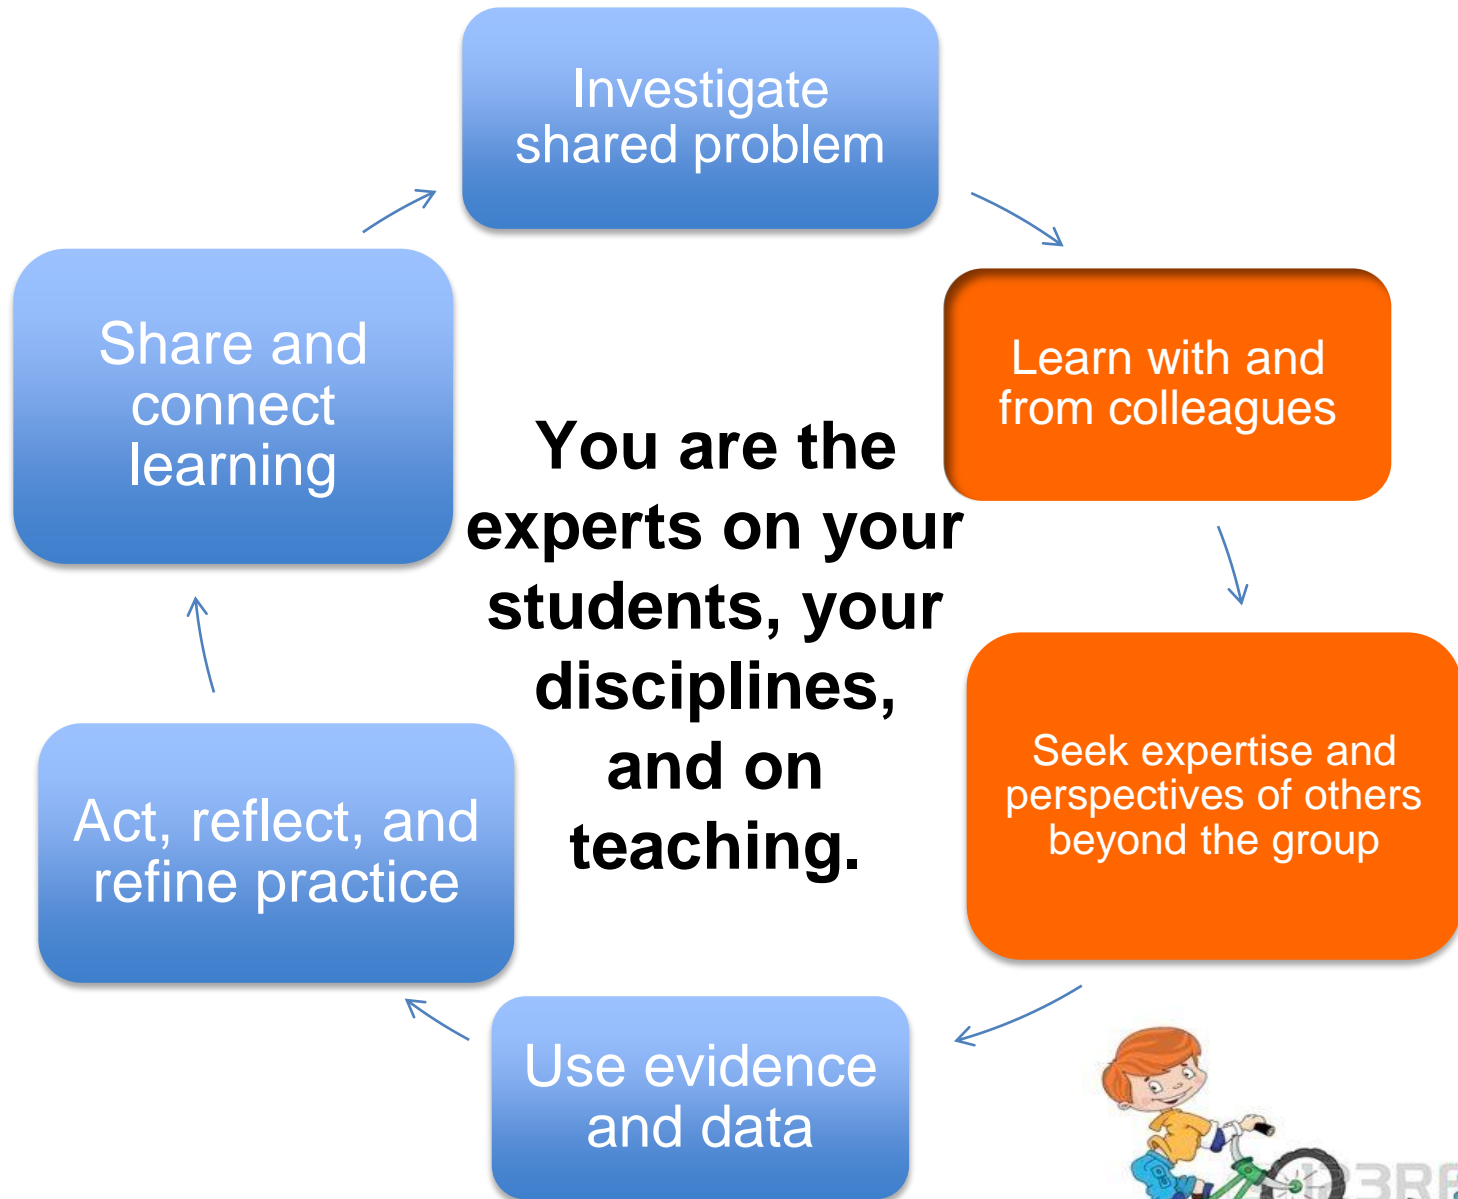 Investigate
shared problem
Learn with and
from colleagues
Seek expertise and
perspectives of others
beyond the group
Use evidence
and data
Act, reflect, and
refine practice
Share and
connect
learning
You are the
experts on your
students, your
disciplines,
and on
teaching.